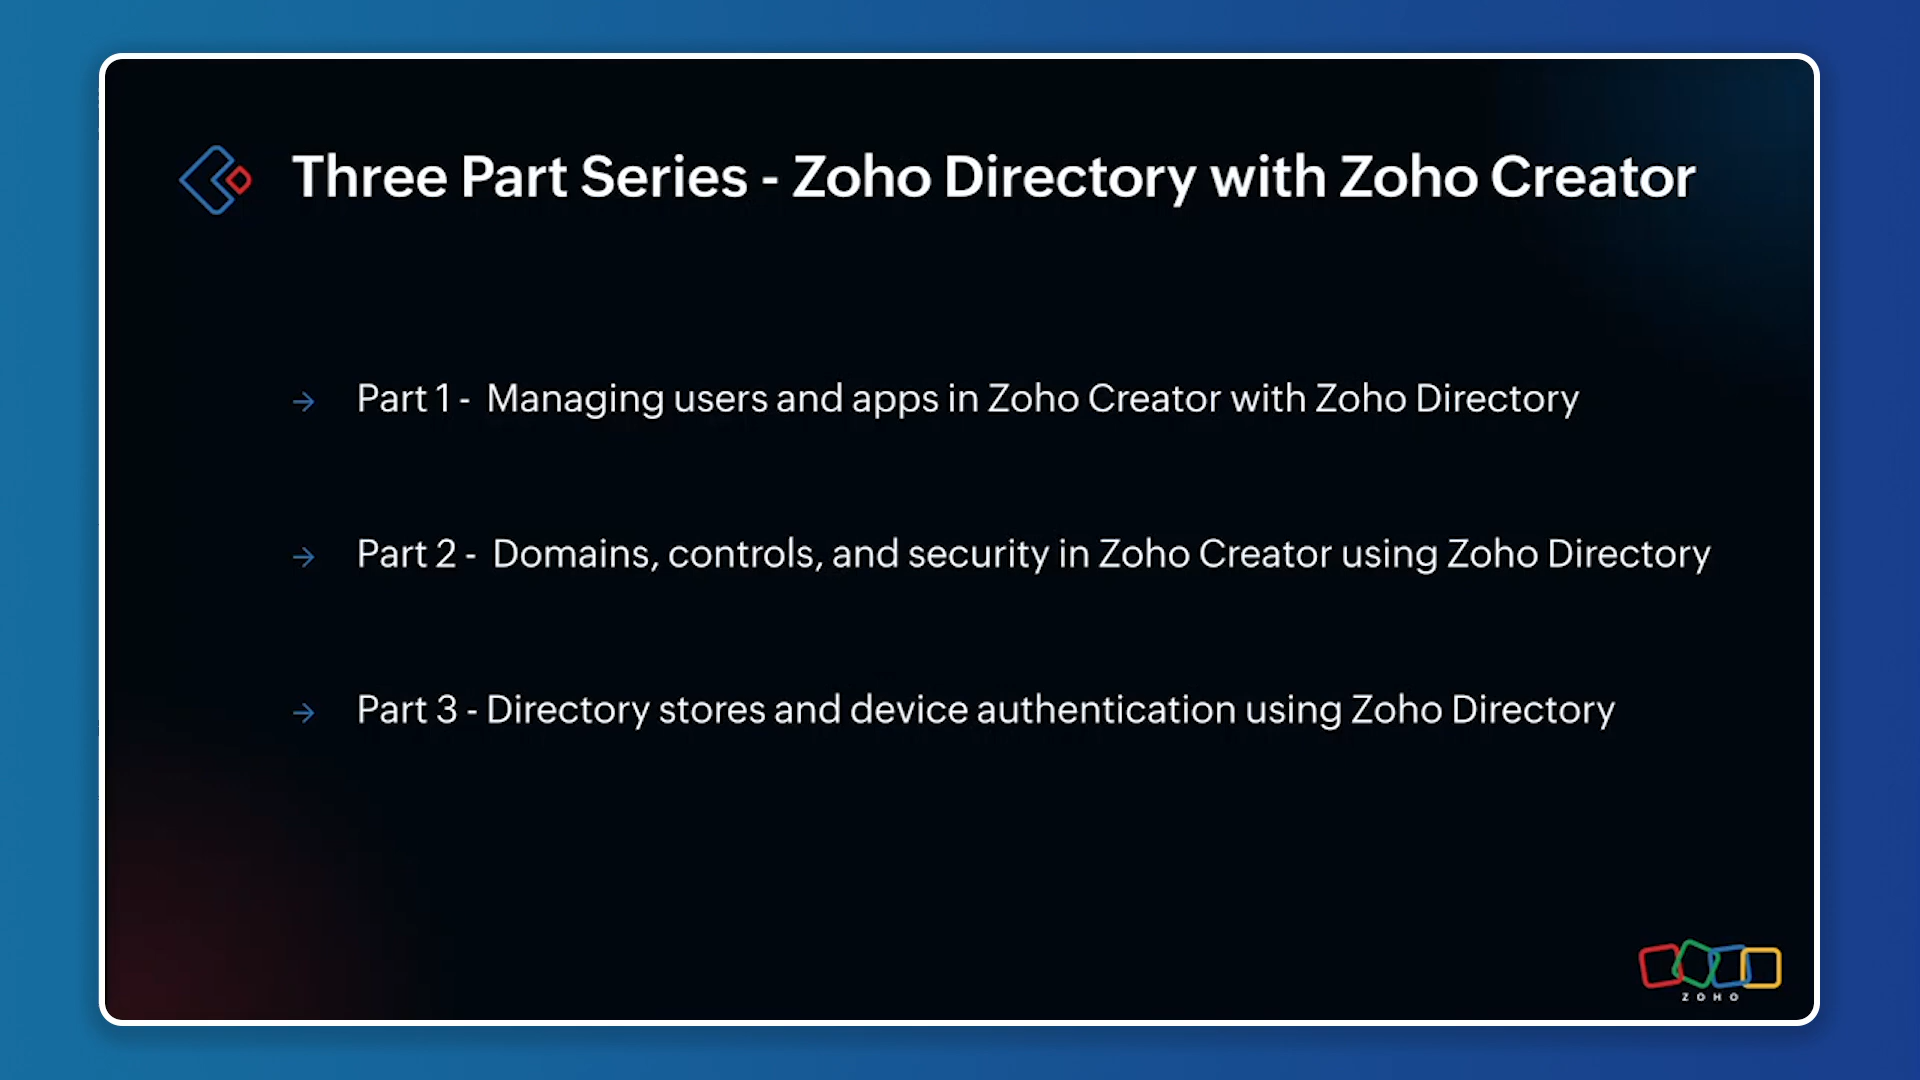 Three Part Series - Zoho Directory with Zoho Creator
Part 1 - Managing users and apps in Zoho Creator with Zoho Directory
Part 2 - Domains, controls, and security in Zoho Creator using Zoho Directory
Part 3 - Directory stores and device authentication using Zoho Directory
ZOHO